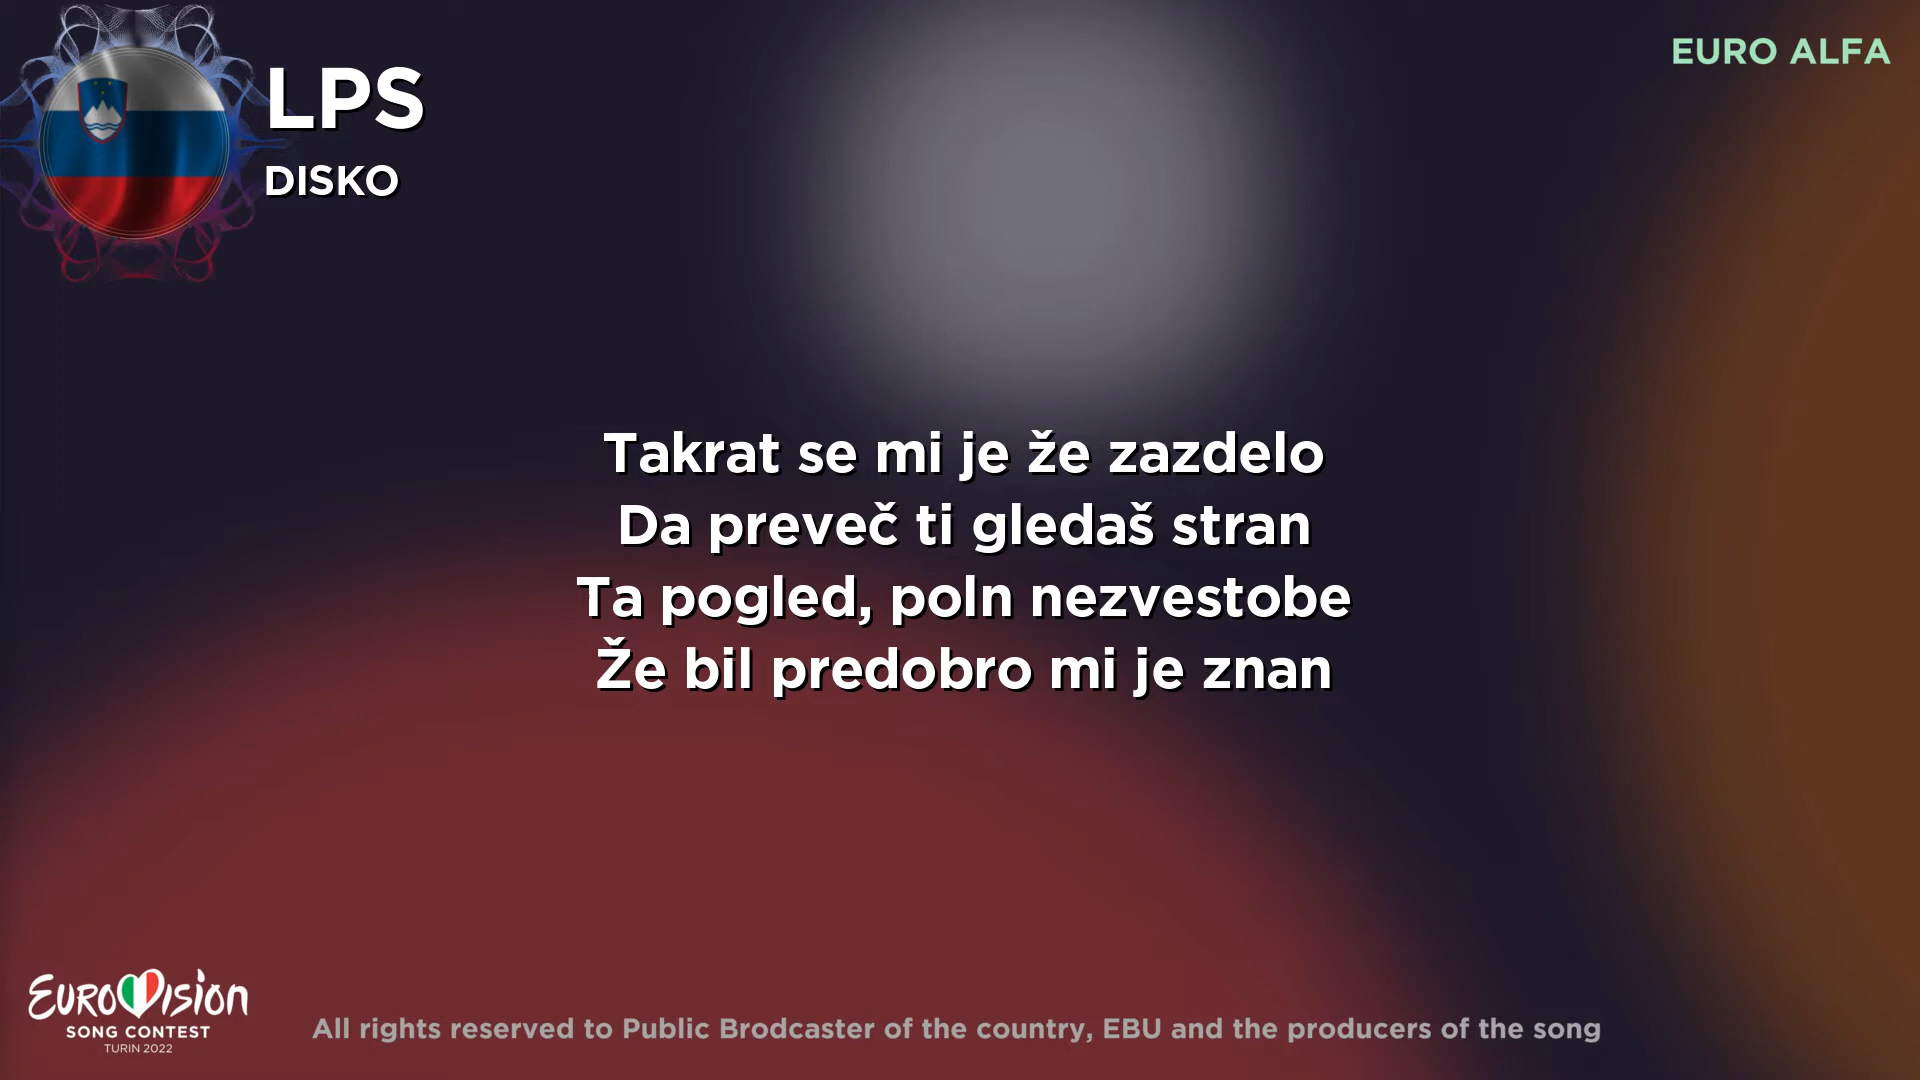 LPS
DISKO
EURO ALFA
Takrat se mi je že zazdelo
Da preveč ti gledaš stran
Ta pogled, poln nezvestobe
Že bil predobro mi je znan
EUROVISION
SONG CONTEST
TURIN 2022
All rights reserved to Public Brodcaster of the country, EBU and the producers of the song